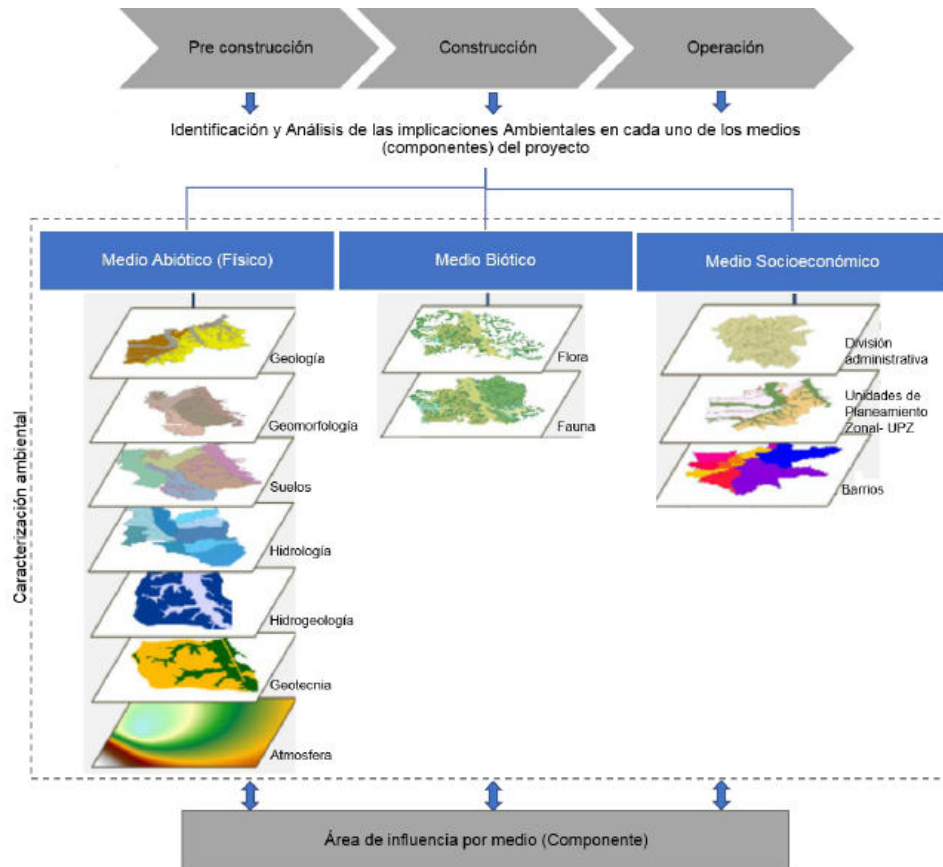 Pre construcción
Construcción
Operación
Identificación y Análisis de las implicaciones Ambientales en cada uno de los medios
(componentes) del proyecto
Medio Abiótico (Físico)
Medio Biótico
Medio Socioeconómico
Caracterización ambiental
Geología
Geomorfología
Suelos
Hidrología
Hidrogeología
Geotecnia
Atmosfera
Flora
Fauna
División
administrativa
Unidades de
Planeamiento
Zonal- UPZ
Barrios
Área de influencia por medio (Componente)